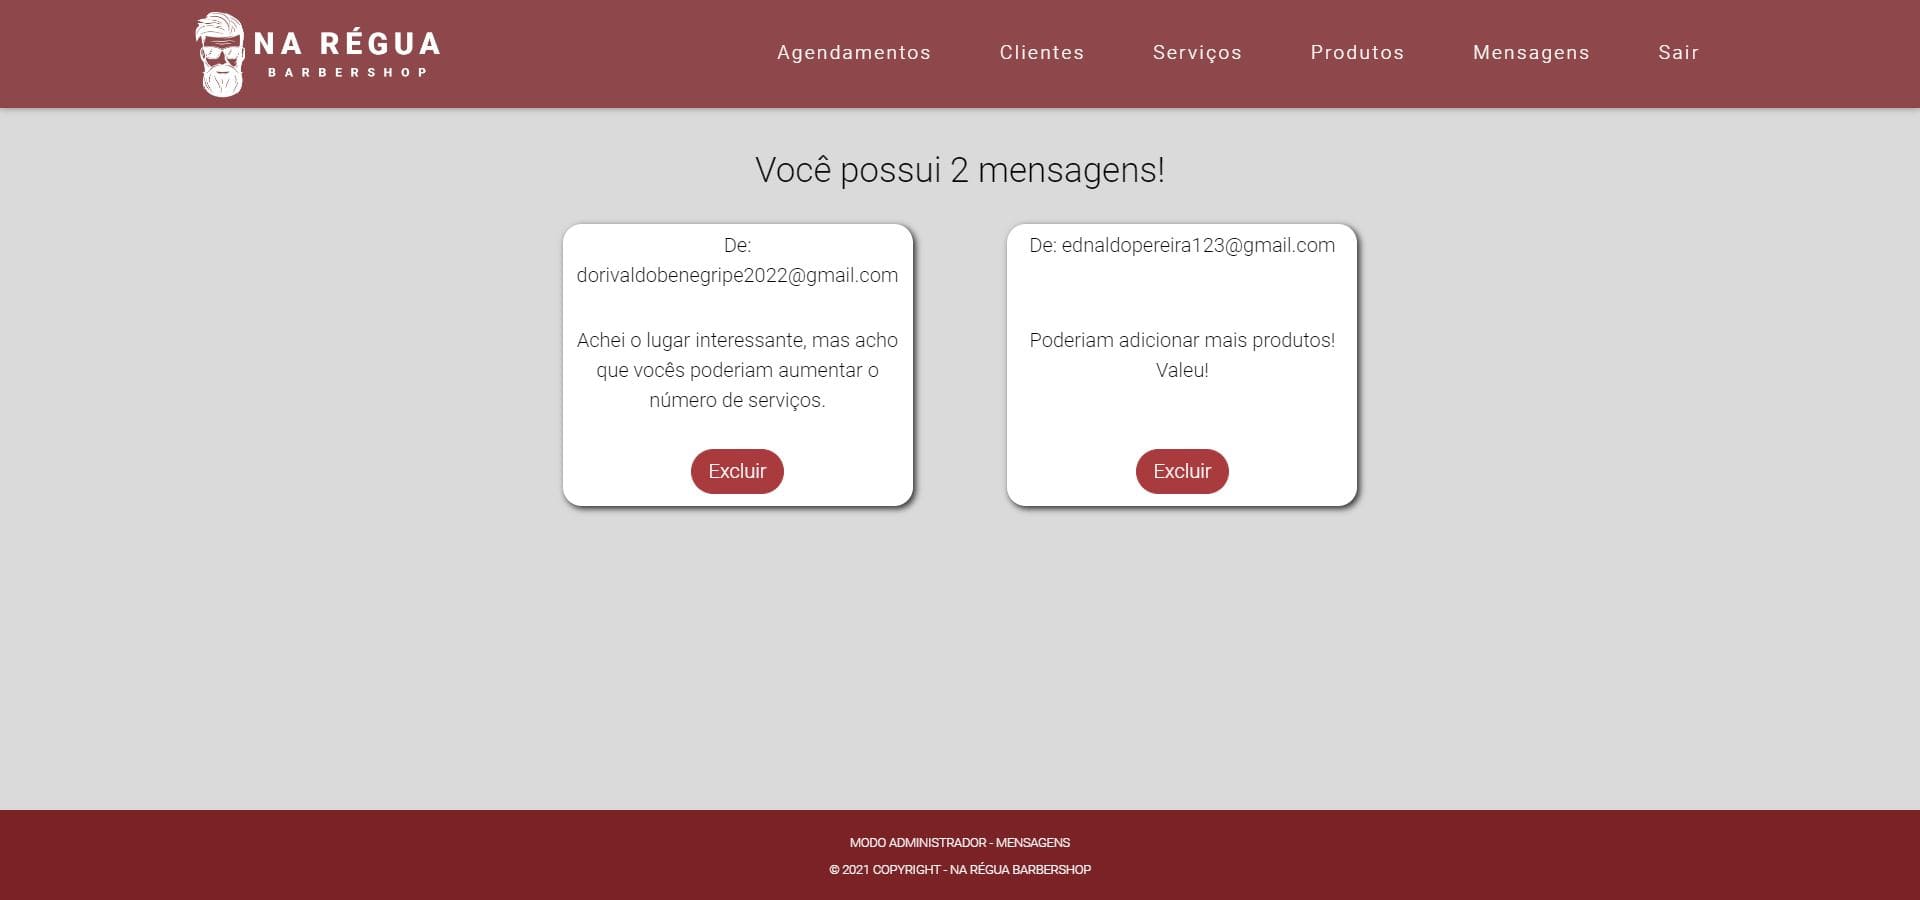 NA RÉGUA
BARBERSHOP
Agendamentos
Clientes
Serviços
Produtos
Mensagens
Sair
Você possui 2 mensagens!
De:
dorivaldobenegripe2022@gmail.com
Achei o lugar interessante, mas acho
que vocês poderiam aumentar o
número de serviços.
Excluir
De: ednaldopereira123@gmail.com
Poderiam adicionar mais produtos!
Valeu!
Excluir
MODO ADMINISTRADOR - MENSAGENS
© 2021 COPYRIGHT - NA RÉGUA BARBERSHOP